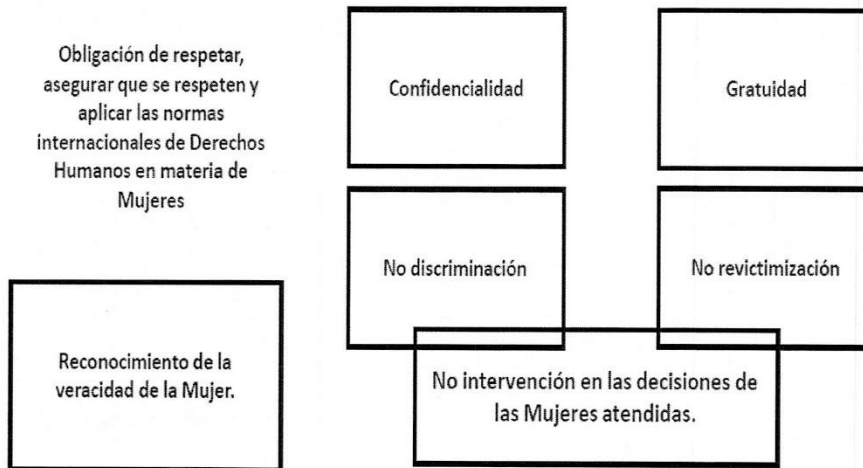 Obligación de respetar,
asegurar que se respeten y
aplicar las normas
internacionales de Derechos
Humanos en materia de
Mujeres
Confidencialidad
Gratuidad
No discriminación
No revictimización
Reconocimiento de la
veracidad de la Mujer.
No intervención en las decisiones de
las Mujeres atendidas.